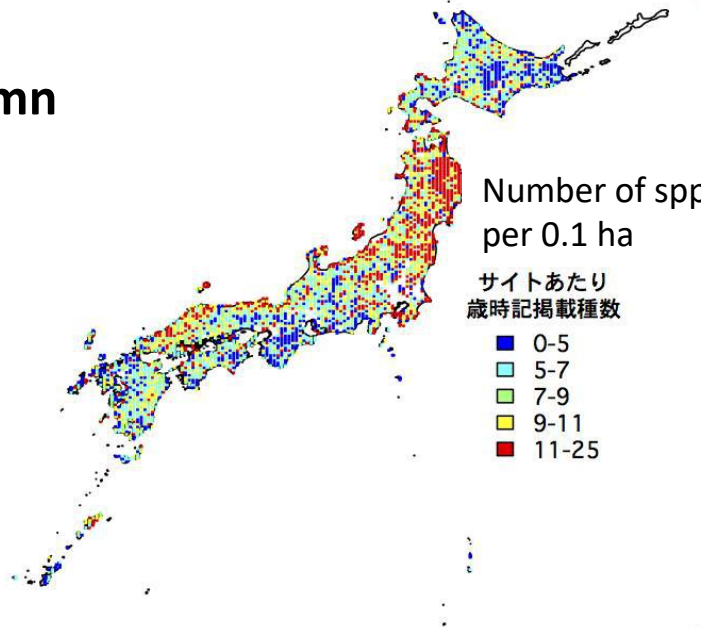 mn
Number of spp
per 0.1 ha
サイトあたり
歳時記掲載種数
0-5
5-7
7-9
9-11
11-25